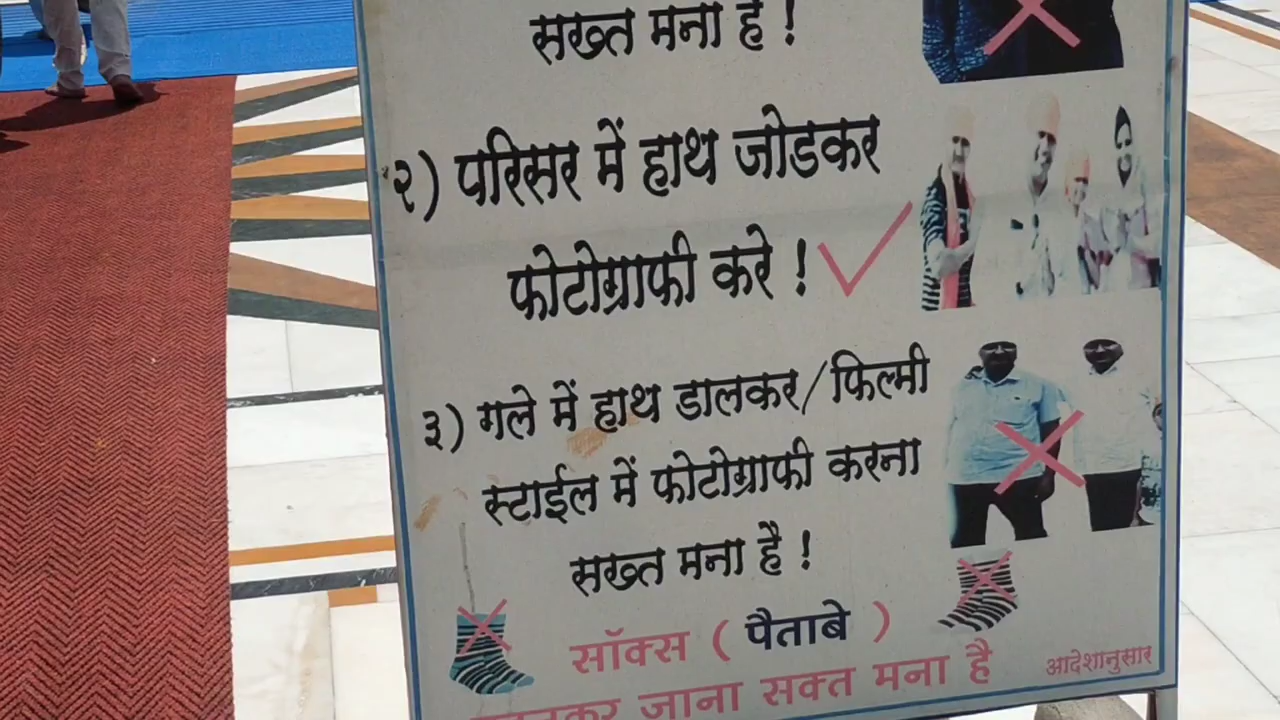 सख्त मना है !
२) परिसर में हाथ जोडकर
फोटोग्राफी करे !
३) गले में हाथ डालकर/फिल्मी
स्टाईल में फोटोग्राफी करना
सख्त मना है !
सॉक्स ( पैताबे )
जाना सक्त मना है
आदेशानुसार